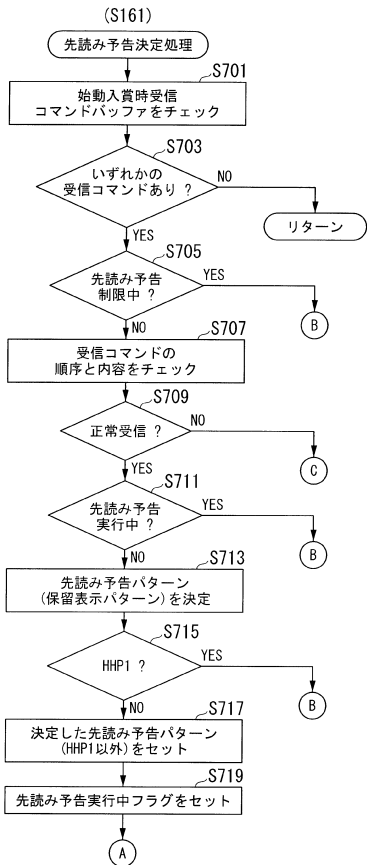 (S161)
先読み予告決定処理
S701
始動入賞時受信
コマンドバッファをチェック
S703
いずれかの
受信コマンドあり ?
NO
リターン
YES
S705
先読み予告
制限中 ?
YES
B
NO
S707
受信コマンドの
順序と内容をチェック
S709
正常受信 ?
NO
C
YES
S711
先読み予告
実行中 ?
YES
B
NO
S713
先読み予告パターン
(保留表示パターン)を決定
S715
HHP1 ?
YES
B
NO
S717
決定した先読み予告パターン
(HHP1以外)をセット
S719
先読み予告実行中フラグをセット
A